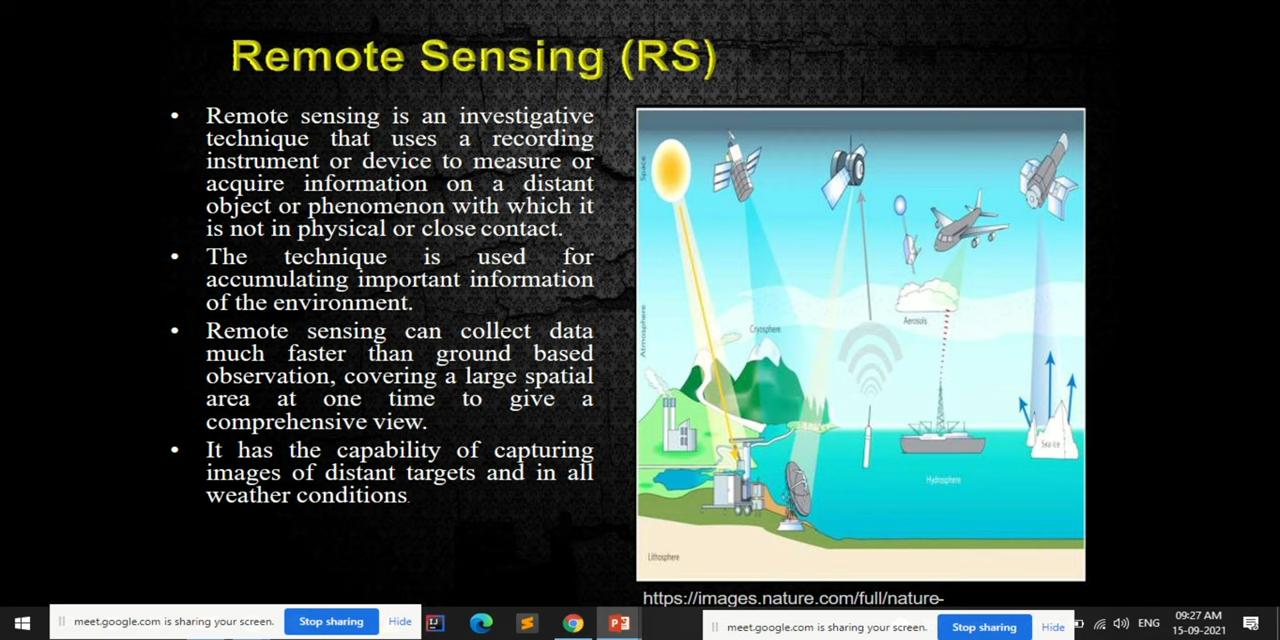 Remote Sensing (RS)
• Remote sensing is an investigative
technique that uses a recording
instrument or device to measure or
acquire information on a distant
object or phenomenon with which it
is not in physical or close contact.
• The technique is used for
accumulating important information
of the environment.
• Remote sensing can collect data
much faster than ground based
observation, covering a large spatial
area at one time to give a
comprehensive view.
• It has the capability of capturing
images of distant targets and in all
weather conditions.
Space
Atmosphere
Cryosphere
Aerosols
Sea ice
Hydrosphere
Lithosphere
https://images.nature.com/full/nature-
meet.google.com is sharing your screen.
Stop sharing
Hide
meet.google.com is sharing your screen.
Stop sharing
Hide
ENG
09:27 AM
15-09-2021